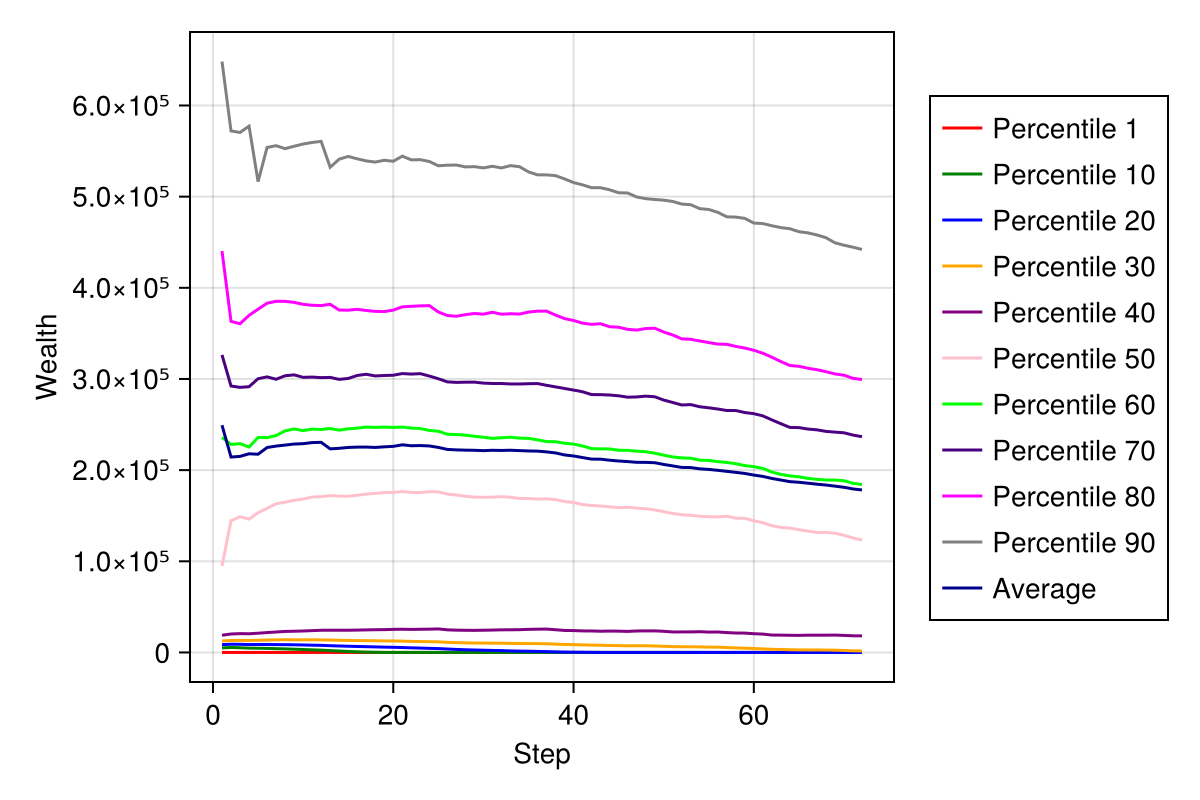 6.0×10⁵
5.0×10⁵
4.0×10⁵
3.0×10⁵
2.0×10⁵
1.0×10⁵
0
Wealth
0 20 40 60
Step
Percentile 1
Percentile 10
Percentile 20
Percentile 30
Percentile 40
Percentile 50
Percentile 60
Percentile 70
Percentile 80
Percentile 90
Average